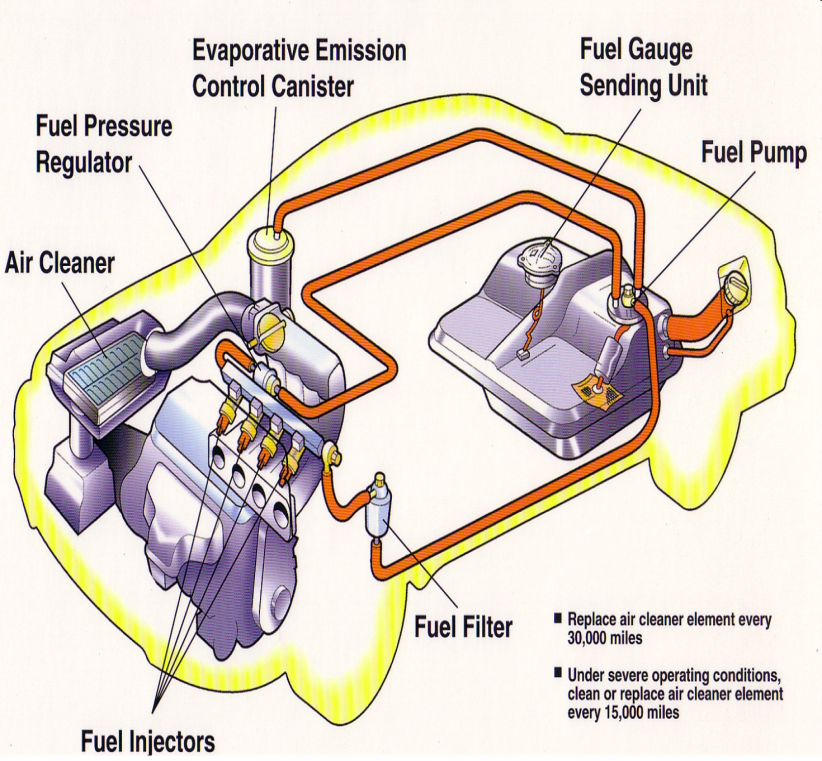 Evaporative Emission
Control Canister
Fuel Gauge
Sending Unit
Fuel Pressure
Regulator
Fuel Pump
Air Cleaner
Fuel Filter
■ Replace air cleaner element every
30,000 miles
■ Under severe operating conditions,
clean or replace air cleaner element
every 15,000 miles
Fuel Injectors